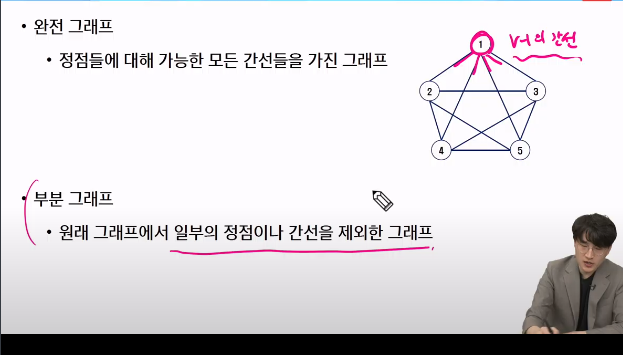 • 완전 그래프
• 정점들에 대해 가능한 모든 간선들을 가진 그래프
1
V-1의 간선
2
3
4
5
• 부분 그래프
• 원래 그래프에서 일부의 정점이나 간선을 제외한 그래프